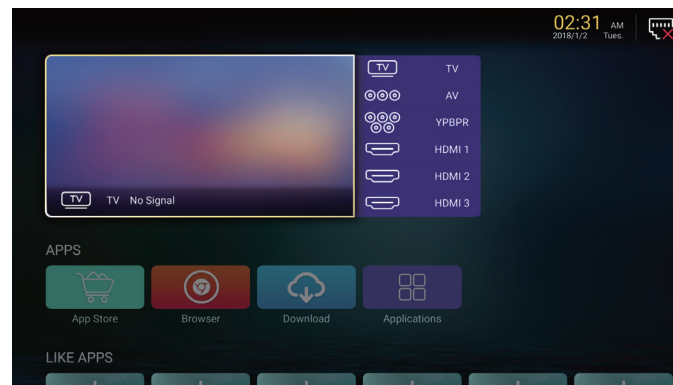 02:31 AM
2018/1/2 Tues.
TV TV
AV
YPBPR
HDMI 1
HDMI 2
HDMI 3
TV TV No Signal
APPS
App Store Browser Download Applications
LIKE APPS